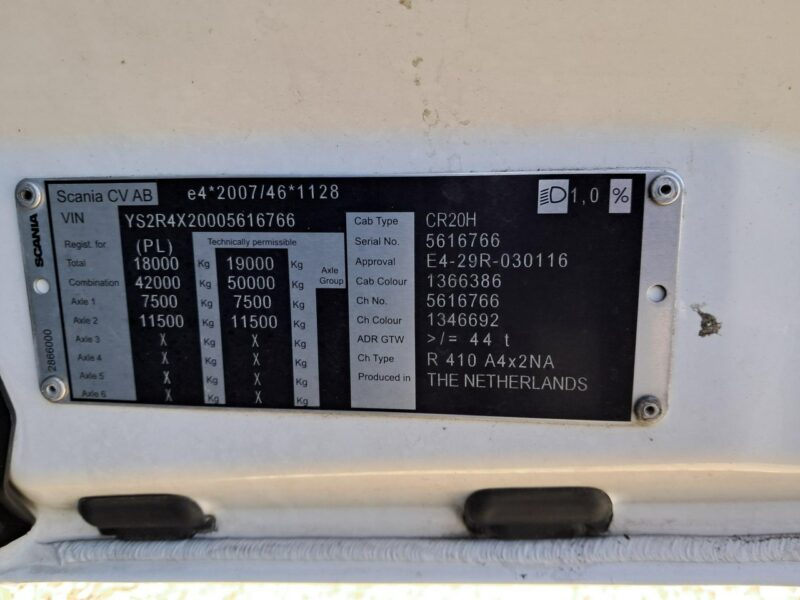 Scania CV AB e4*2007/46*1128 1,0 %
VIN YS2R4X20005616766
Regist. for (PL) Technically permissible
Total 18000 Kg 19000 Kg Axle Group
Combination 42000 Kg 50000 Kg
Axle 1 7500 Kg 7500 Kg
Axle 2 11500 Kg 11500 Kg
Axle 3 X Kg X Kg
Axle 4 X Kg X Kg
Axle 5 X Kg X Kg
Axle 6 X Kg X Kg
Cab Type CR20H
Serial No. 5616766
Approval E4-29R-030116
Cab Colour 1366386
Ch No. 5616766
Ch Colour 1346692
ADR GTW >/= 44 t
Ch Type R 410 A4x2NA
Produced in THE NETHERLANDS
SCANIA
2866000